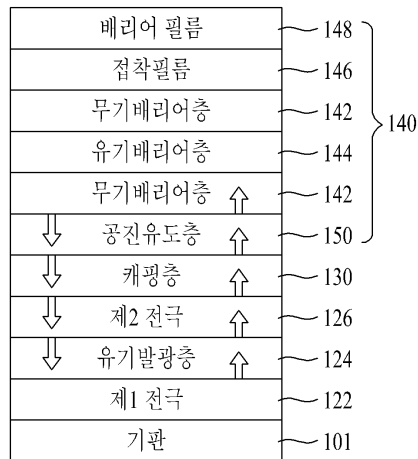 배리어 필름 148
접착필름 146
무기배리어층 142
유기배리어층 144
140
무기배리어층 142
공진유도층 150
캐핑층 130
제2 전극 126
유기발광층 124
제1 전극 122
기판 101